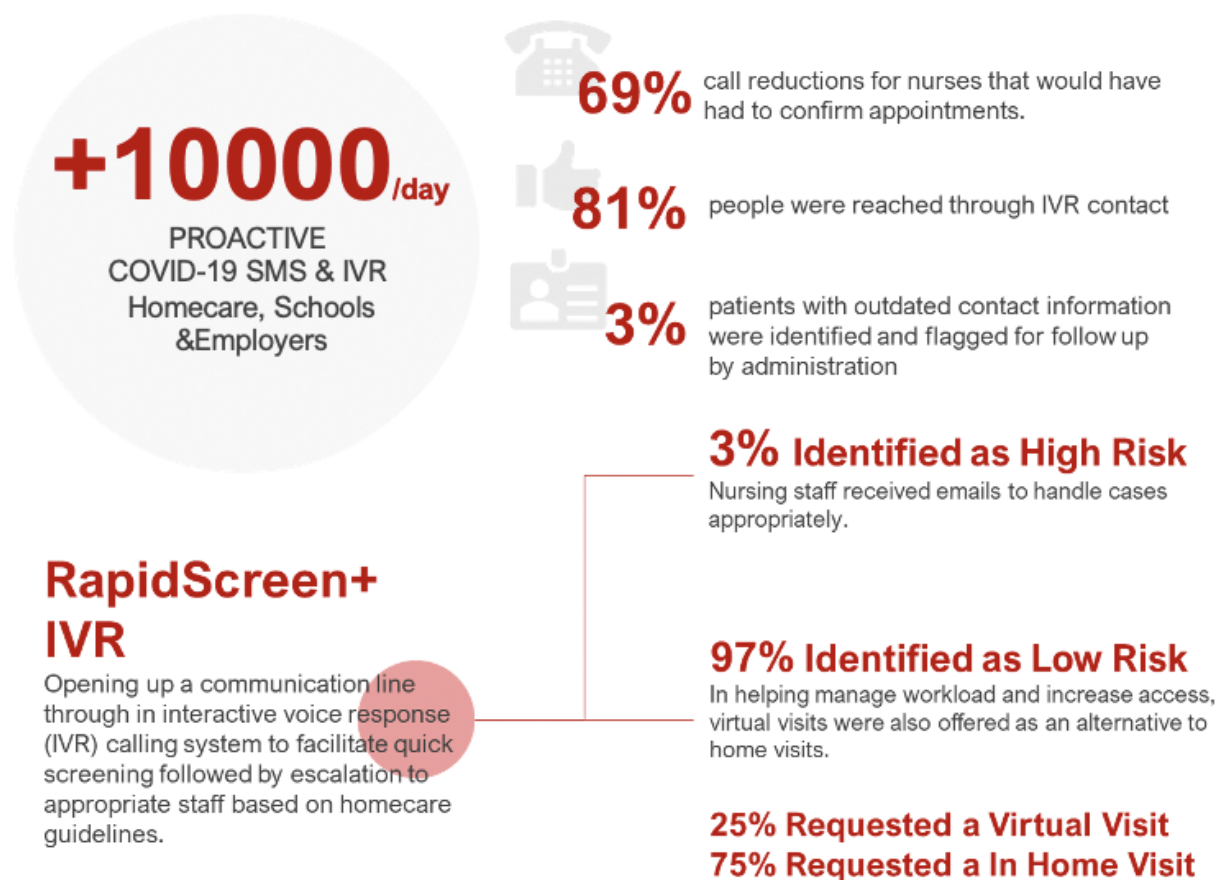 +10000/day
PROACTIVE
COVID-19 SMS & IVR
Homecare, Schools
&Employers
69%
call reductions for nurses that would have
had to confirm appointments.
81%
people were reached through IVR contact
3%
patients with outdated contact information
were identified and flagged for follow up
by administration
RapidScreen+
IVR
Opening up a communication line
through in interactive voice response
(IVR) calling system to facilitate quick
screening followed by escalation to
appropriate staff based on homecare
guidelines.
3% Identified as High Risk
Nursing staff received emails to handle cases
appropriately.
97% Identified as Low Risk
In helping manage workload and increase access,
virtual visits were also offered as an alternative to
home visits.
25% Requested a Virtual Visit
75% Requested a In Home Visit